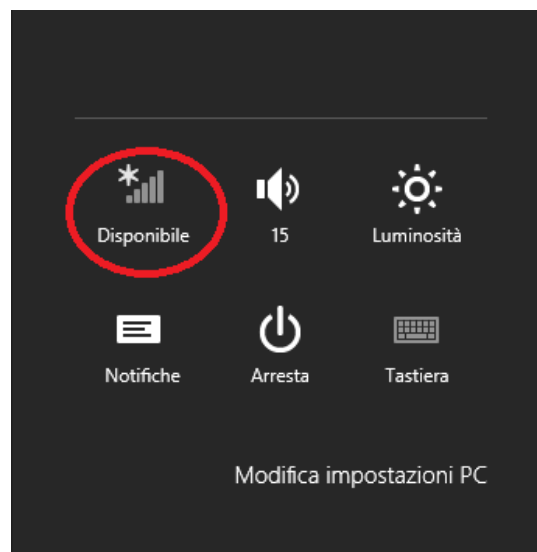 Disponibile
15
Luminosità
Notifiche
Arresta
Tastiera
Modifica impostazioni PC